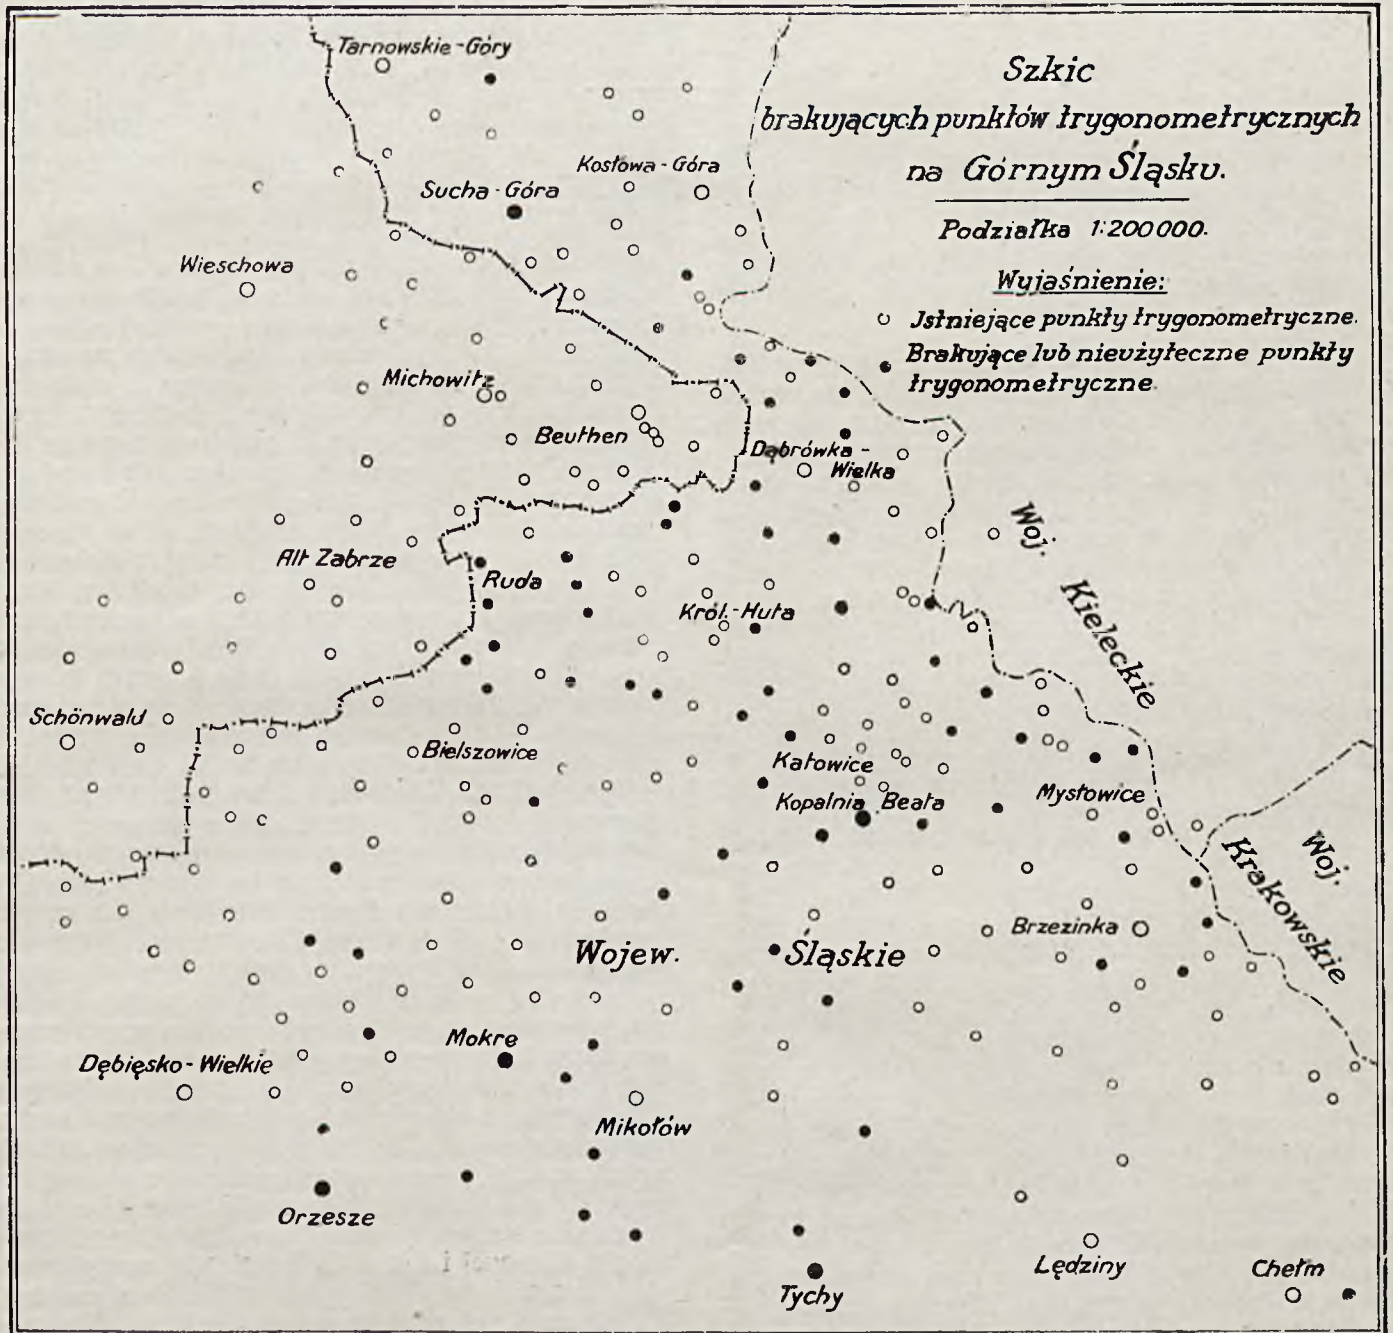 Szkic
brakujących punktów trygonometrycznych
na Górnym Śląsku.
Podziałka 1:200000.
Wyjaśnienie:
Jstniejące punkty trygonometryczne.
Brakujące lub nieużyteczne punkty
trygonometryczne.
Tarnowskie-Góry
Kosłowa-Góra
Sucha-Góra
Wieschowa
Michowitz
Beuthen
Dąbrówka-
Wielka
Alt Zabrze
Ruda
Król.-Huta
Woj.
Kieleckie
Schönwald
Bielszowice
Katowice
Kopalnia Beata
Mysłowice
Woj.
Krakowskie
Brzezinka
Wojew. Śląskie
Mokre
Dębięsko-Wielkie
Mikołów
Orzesze
Lędziny
Chełm
Tychy